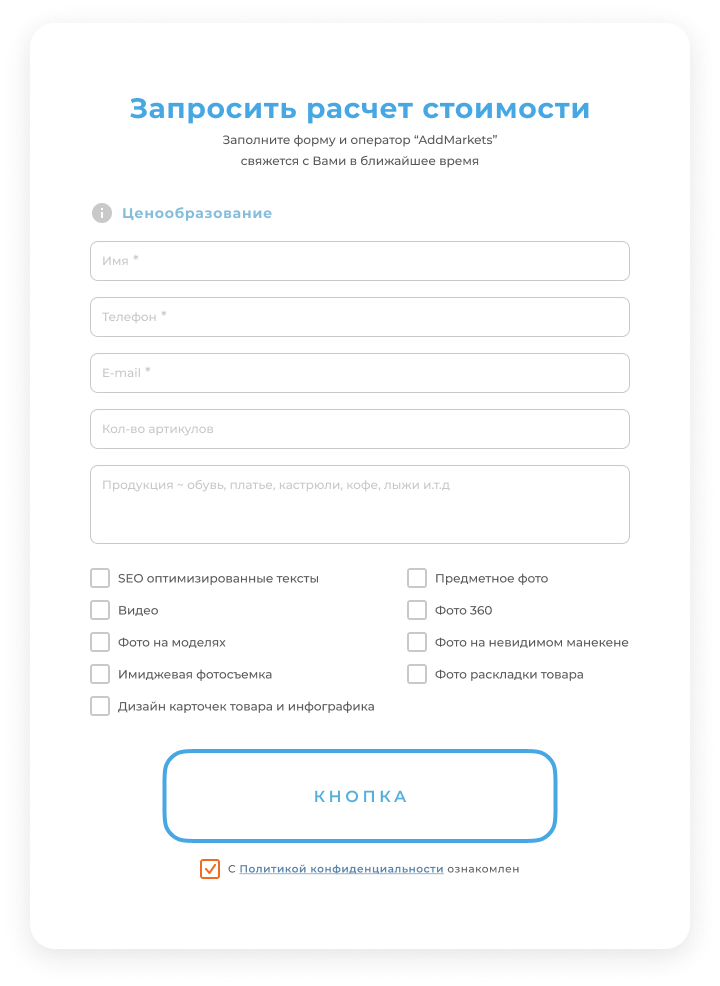 Запросить расчет стоимости
Заполните форму и оператор “AddMarkets”
свяжется с Вами в ближайшее время
Ценообразование
Имя *
Телефон *
E-mail *
Кол-во артикулов
Продукция ~ обувь, платье, кастрюли, кофе, лыжи и.т.д
SEO оптимизированные тексты
Предметное фото
Видео
Фото 360
Фото на моделях
Фото на невидимом манекене
Имиджевая фотосъемка
Фото раскладки товара
Дизайн карточек товара и инфографика
КНОПКА
С Политикой конфиденциальности ознакомлен